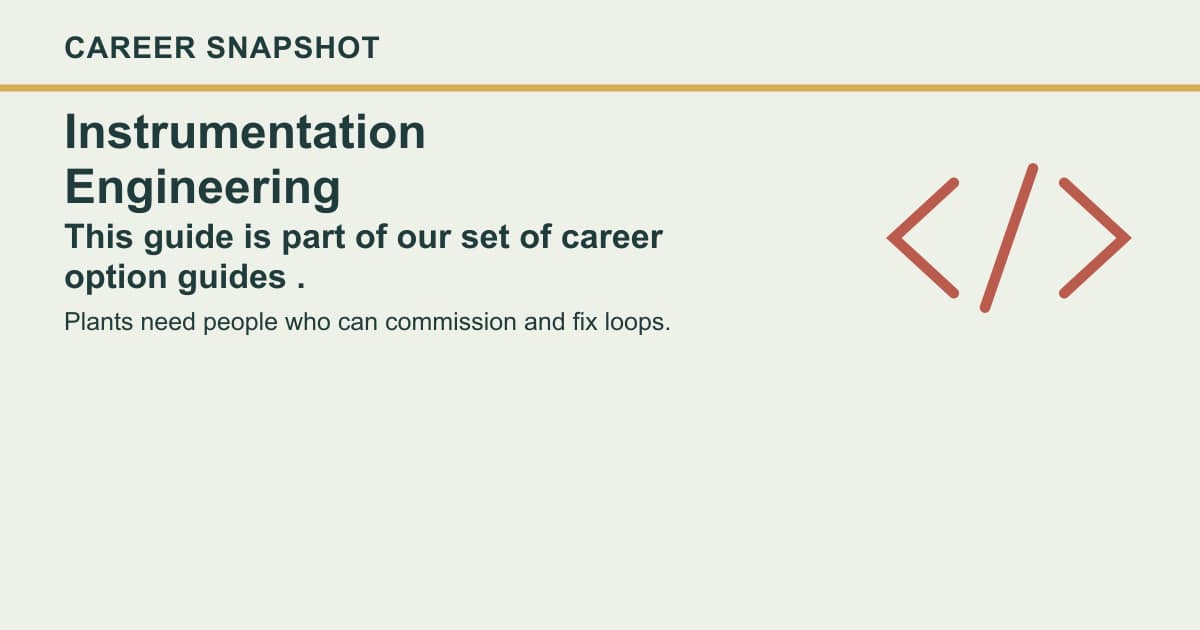 CAREER SNAPSHOT
Instrumentation
Engineering
This guide is part of our set of career
option guides .
Plants need people who can commission and fix loops.